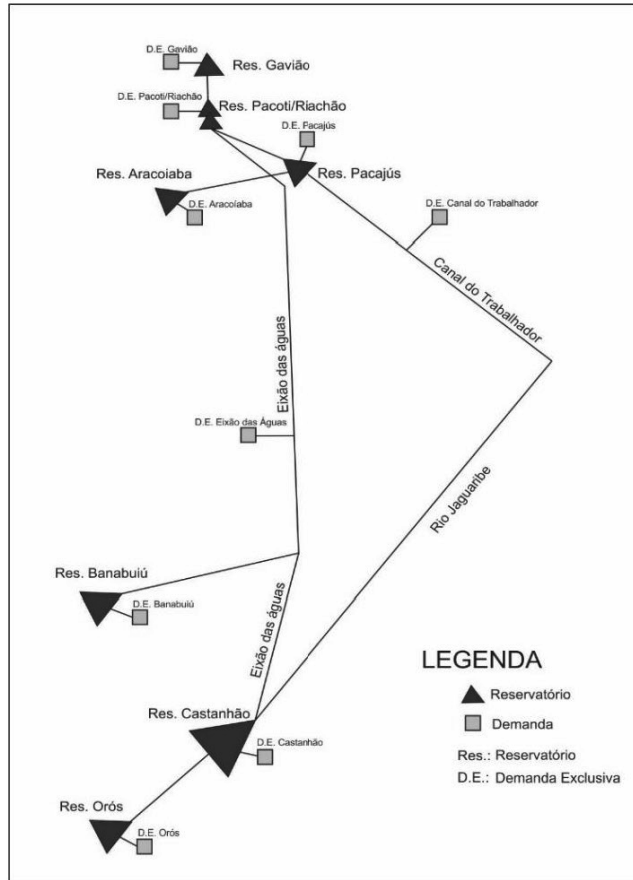 D.E. Gavião
Res. Gavião
D.E. Pacoti/Riachão
Res. Pacoti/Riachão
D.E. Pacajús
Res. Aracoiaba
Res. Pacajús
D.E. Aracoíaba
D.E. Canal do Trabalhador
Canal do Trabalhador
Eixão das águas
D.E. Eixão das Águas
Rio Jaguaribe
Res. Banabuiú
D.E. Banabuiú
Eixão das águas
Res. Castanhão
D.E. Castanhão
Res. Orós
D.E. Orós
LEGENDA
Reservatório
Demanda
Res.: Reservatório
D.E.: Demanda Exclusiva